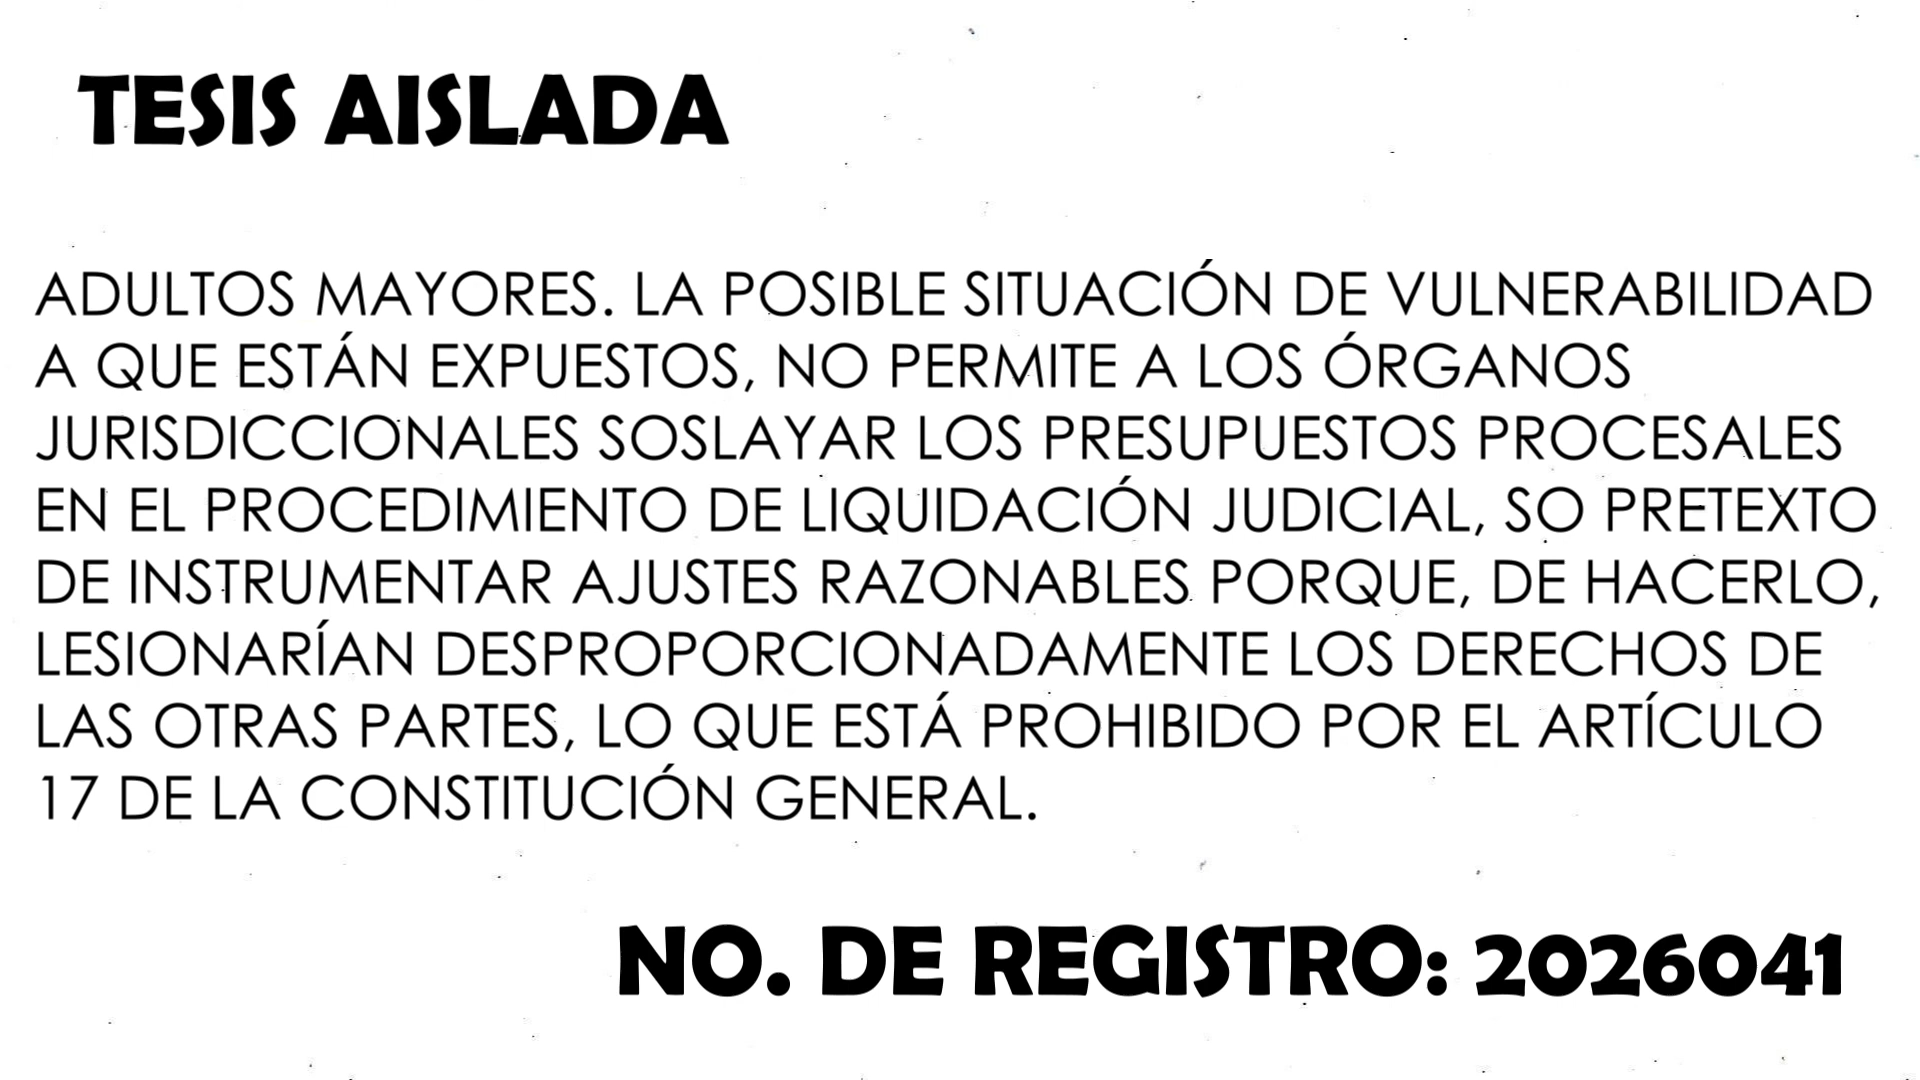 TESIS AISLADA
ADULTOS MAYORES. LA POSIBLE SITUACIÓN DE VULNERABILIDAD
A QUE ESTÁN EXPUESTOS, NO PERMITE A LOS ÓRGANOS
JURISDICCIONALES SOSLAYAR LOS PRESUPUESTOS PROCESALES
EN EL PROCEDIMIENTO DE LIQUIDACIÓN JUDICIAL, SO PRETEXTO
DE INSTRUMENTAR AJUSTES RAZONABLES PORQUE, DE HACERLO,
LESIONARÍAN DESPROPORCIONADAMENTE LOS DERECHOS DE
LAS OTRAS PARTES, LO QUE ESTÁ PROHIBIDO POR EL ARTÍCULO
17 DE LA CONSTITUCIÓN GENERAL.
NO. DE REGISTRO: 2026041